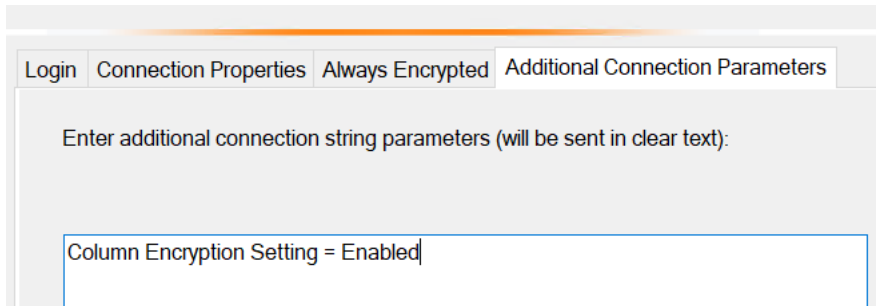 Login Connection Properties Always Encrypted Additional Connection Parameters
Enter additional connection string parameters (will be sent in clear text):
Column Encryption Setting = Enabled